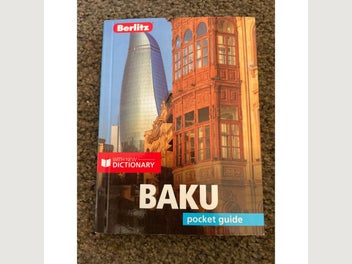 Berlitz
WITH NEW
DICTIONARY
BAKU
pocket guide